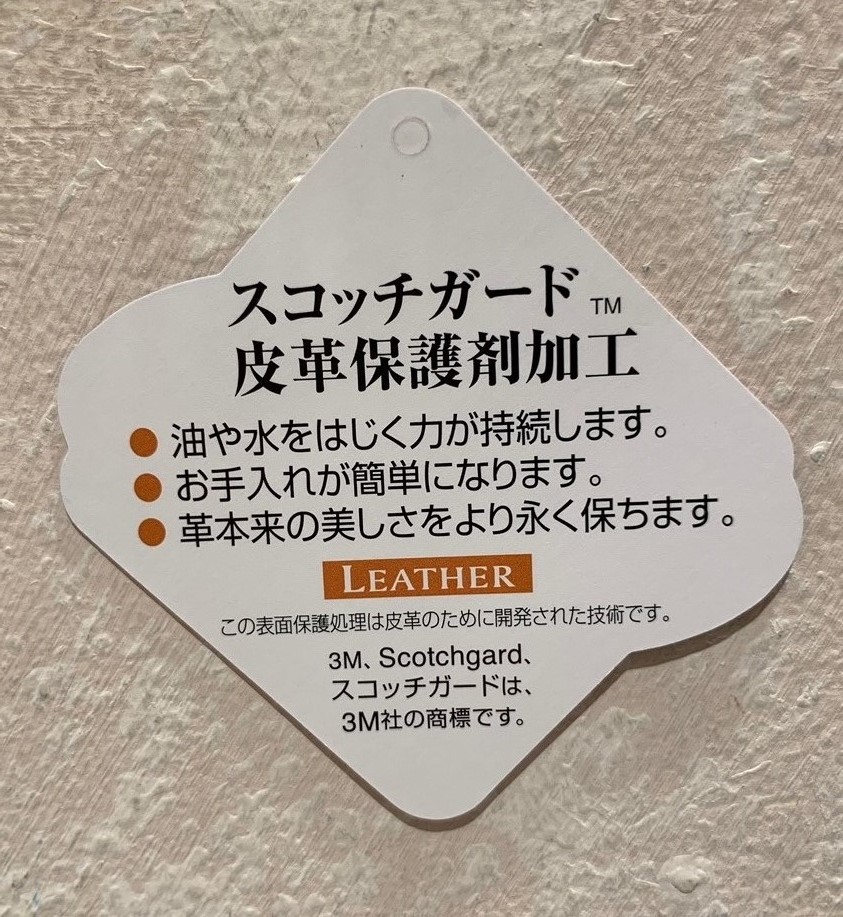 スコッチガード™
皮革保護剤加工
● 油や水をはじく力が持続します。
● お手入れが簡単になります。
● 革本来の美しさをより永く保ちます。
LEATHER
この表面保護処理は皮革のために開発された技術です。
3M、Scotchgard、
スコッチガードは、
3M社の商標です。